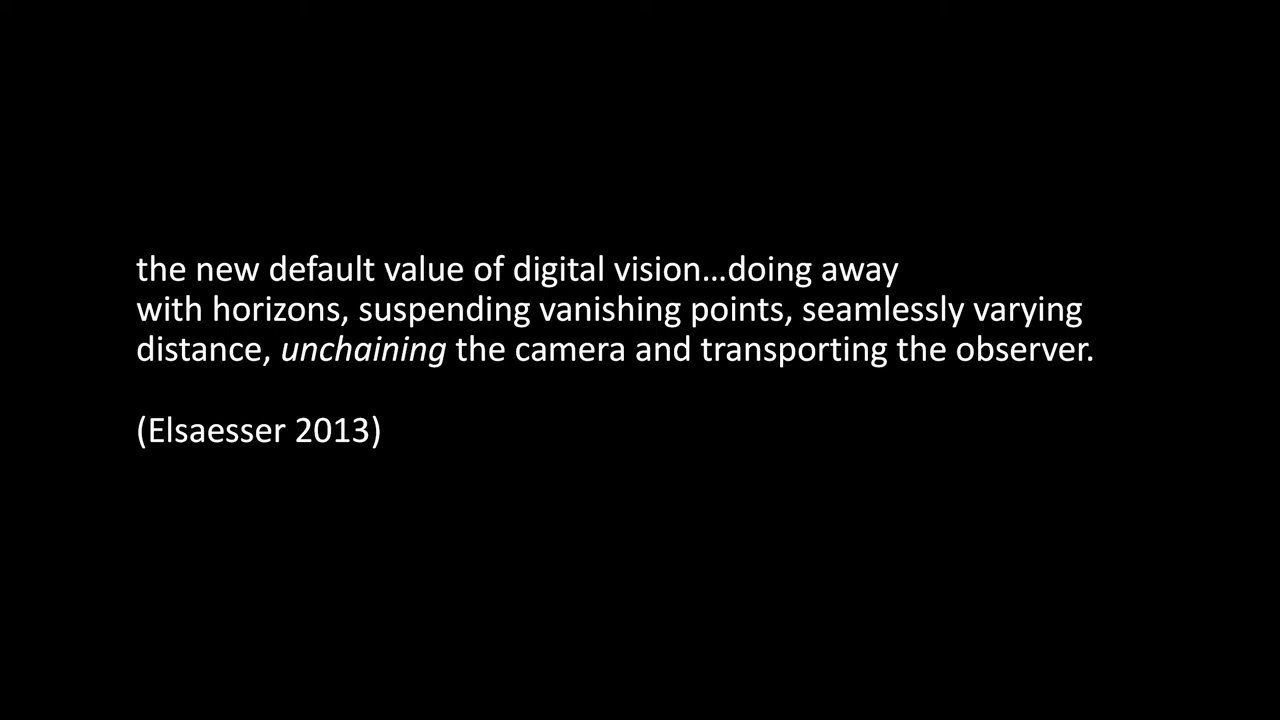 the new default value of digital vision…doing away
with horizons, suspending vanishing points, seamlessly varying
distance, unchaining the camera and transporting the observer.
(Elsaesser 2013)